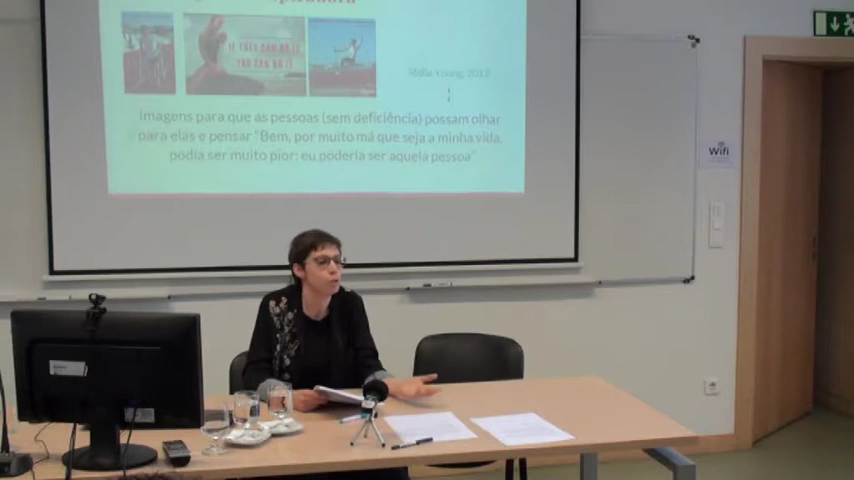 IF THEY CAN DO IT
YOU CAN DO IT
Stella Young, 2012
Imagens para que as pessoas (sem deficiência) possam olhar
para elas e pensar "Bem, por muito má que seja a minha vida,
podia ser muito pior: eu poderia ser aquela pessoa"
Wifi